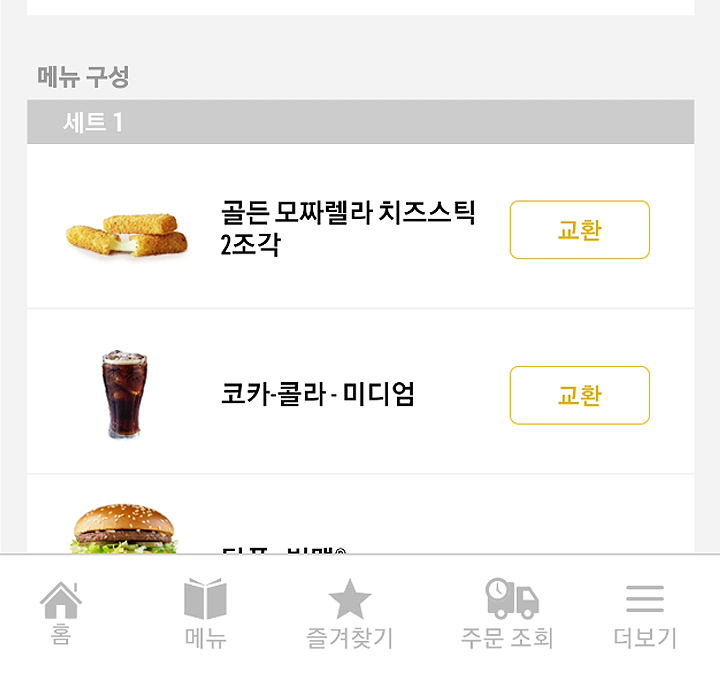 메뉴 구성
세트 1
골든 모짜렐라 치즈스틱
2조각
교환
코카-콜라 - 미디엄
교환
홈
메뉴
즐겨찾기
주문 조회
더보기